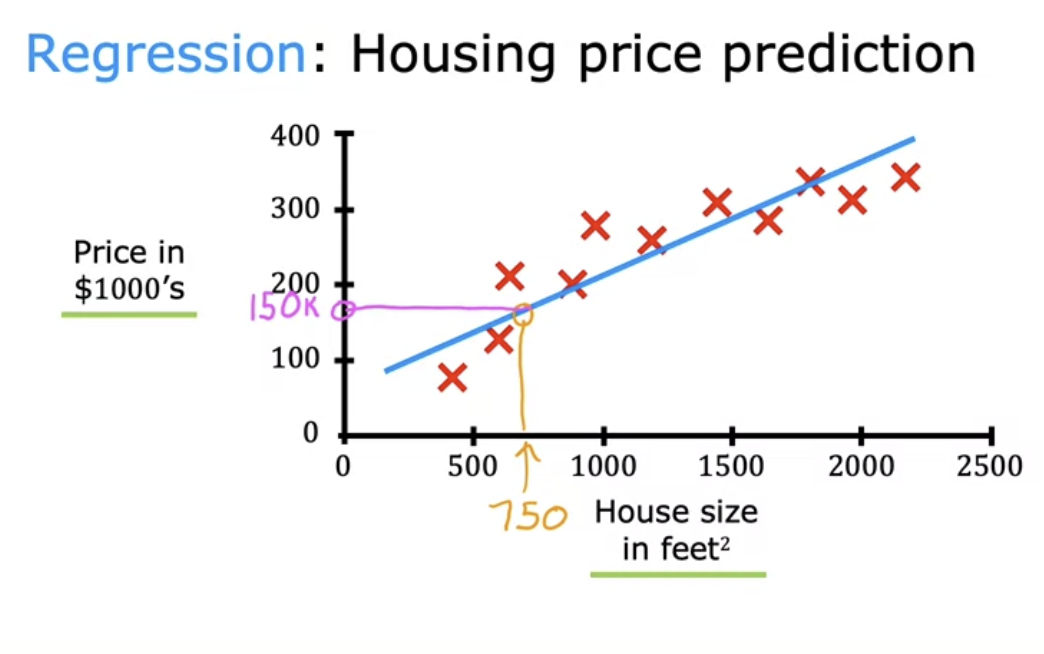 Regression: Housing price prediction
400
300
Price in
$1000's
200
150K
100
0
0 500 1000 1500 2000 2500
750
House size
in feet²